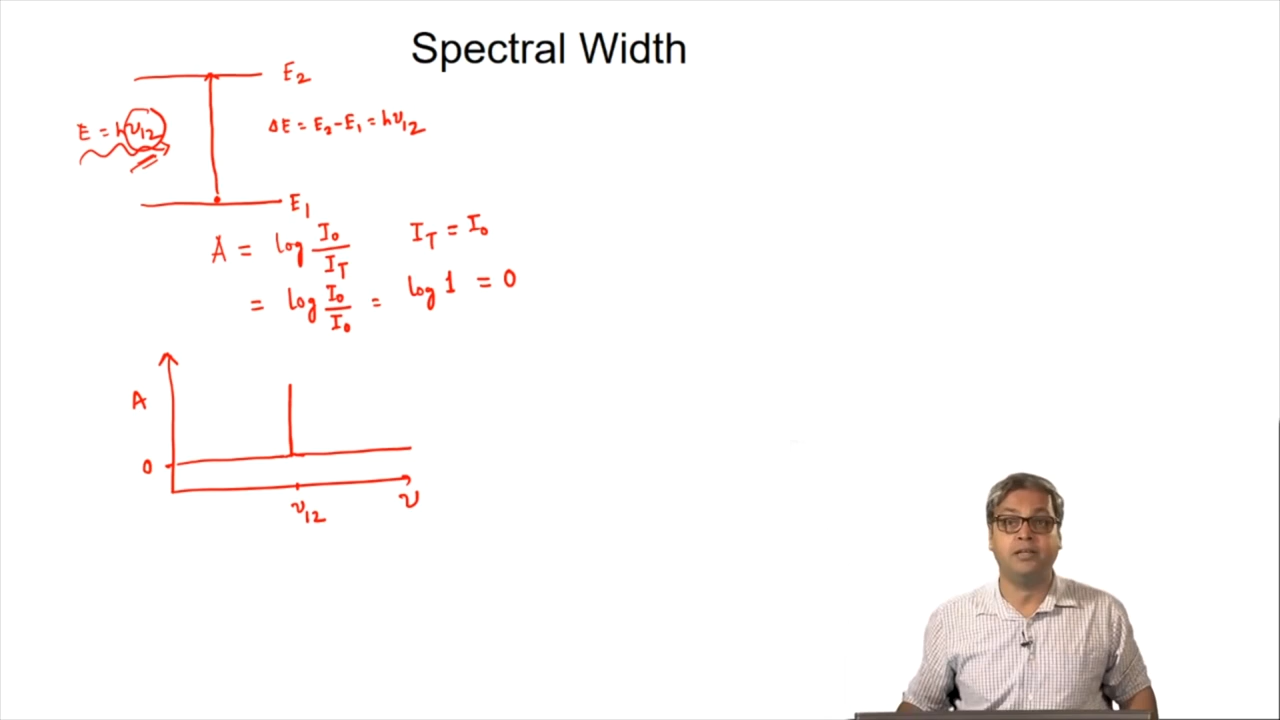 Spectral Width
E₂
E = hν₁₂
ΔE = E₂-E₁ = hν₁₂
E₁
A = log I₀/I_T    I_T = I₀
= log I₀/I₀ = log 1 = 0
A
0
ν₁₂
ν